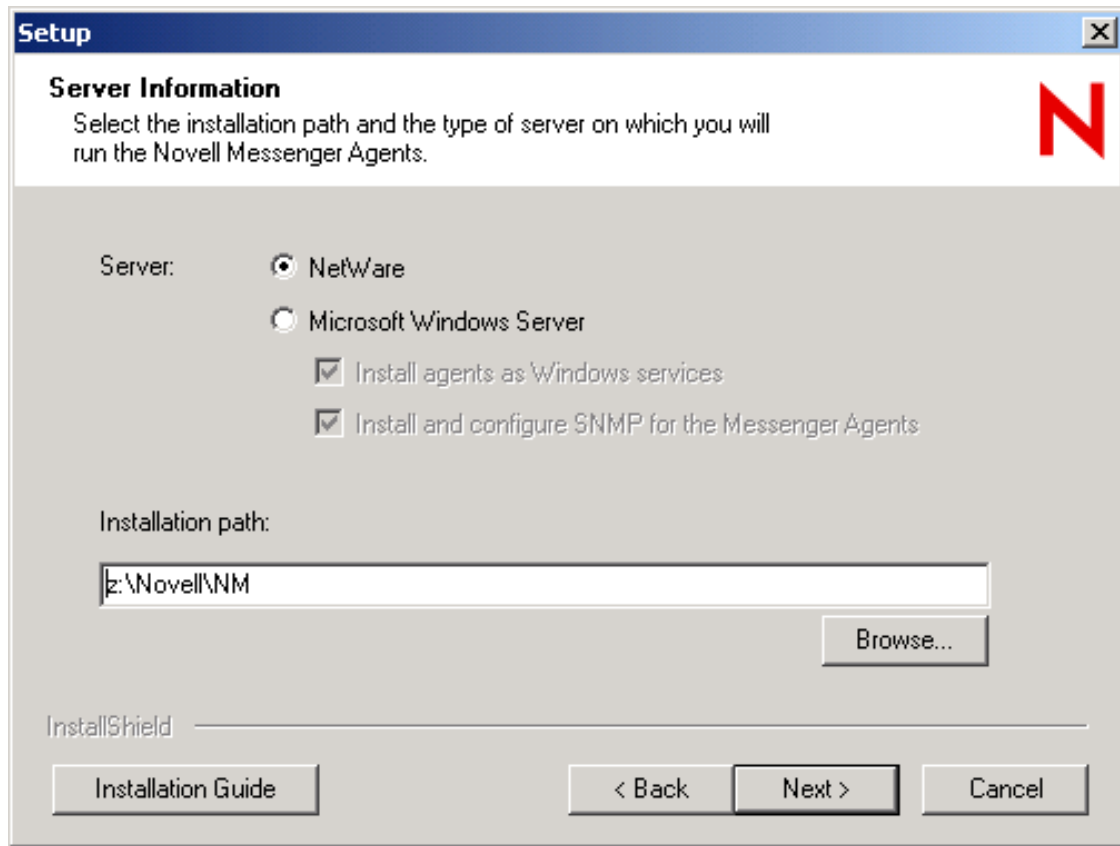 Setup
Server Information
Select the installation path and the type of server on which you will
run the Novell Messenger Agents.
N
Server:
NetWare
Microsoft Windows Server
Install agents as Windows services
Install and configure SNMP for the Messenger Agents
Installation path:
z:\Novell\NM
Browse...
InstallShield
Installation Guide
< Back
Next >
Cancel